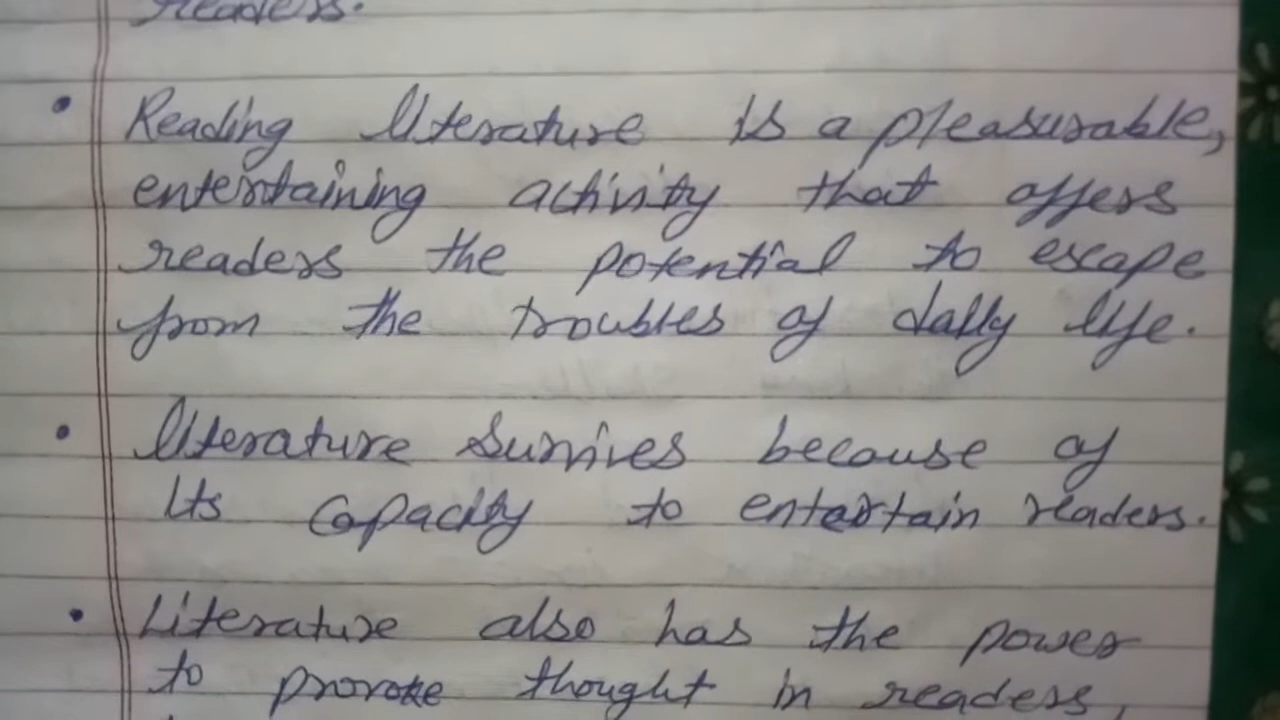 readers.
• Reading literature is a pleasurable,
entertaining activity that offers
readers the potential to escape
from the troubles of daily life.
• literature survives because of
Its Capacity to entertain readers.
• Literature also has the power
to provoke thought in readers,